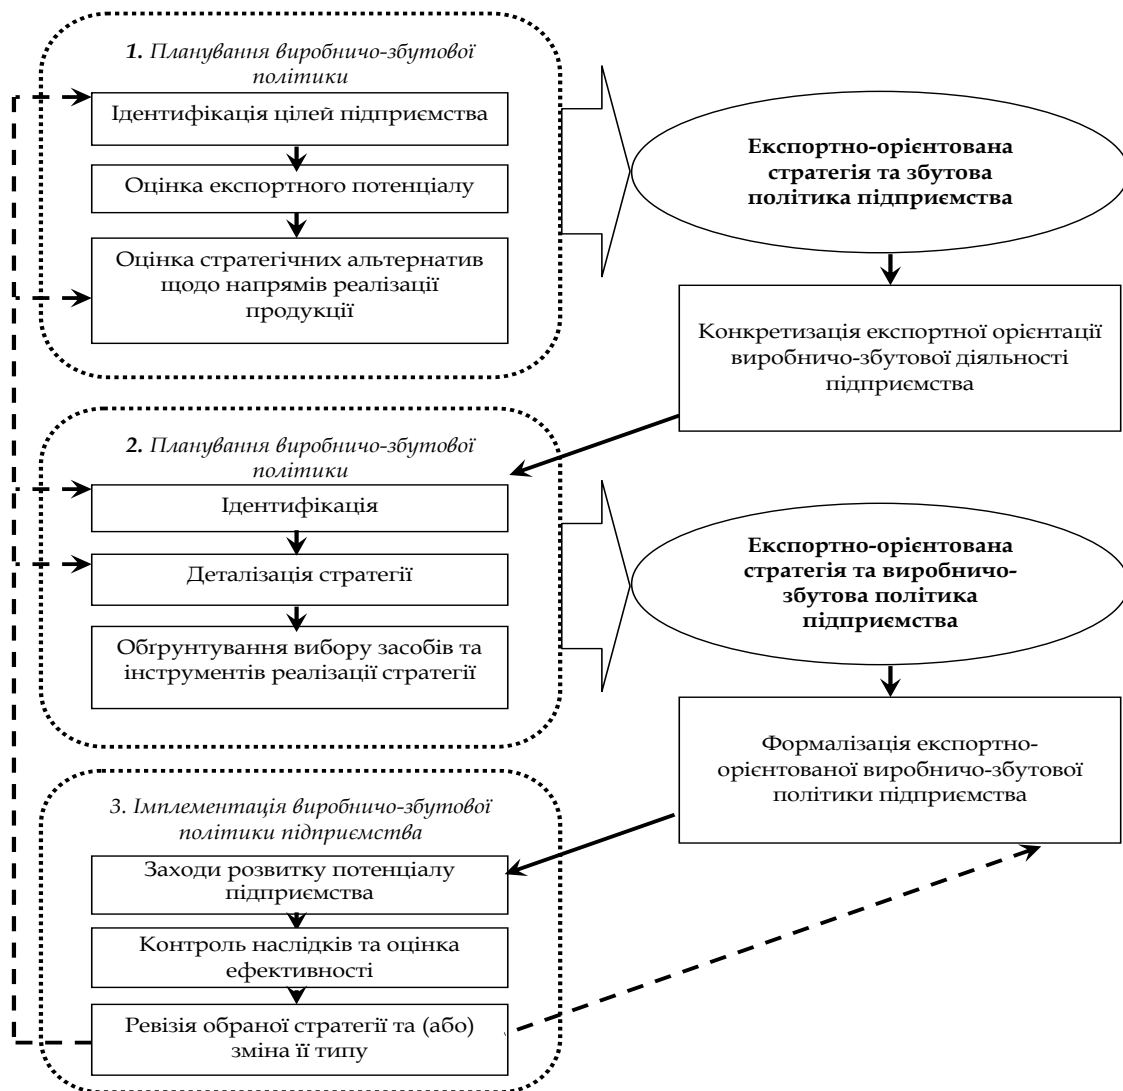 1. Планування виробничо-збутової
політики
Ідентифікація цілей підприємства
Оцінка експортного потенціалу
Оцінка стратегічних альтернатив
щодо напрямів реалізації
продукції
Експортно-орієнтована
стратегія та збутова
політика підприємства
Конкретизація експортної орієнтації
виробничо-збутової діяльності
підприємства
2. Планування виробничо-збутової
політики
Ідентифікація
Деталізація стратегії
Обґрунтування вибору засобів та
інструментів реалізації стратегії
Експортно-орієнтована
стратегія та виробничо-
збутова політика
підприємства
Формалізація експортно-
орієнтованої виробничо-збутової
політики підприємства
3. Імплементація виробничо-збутової
політики підприємства
Заходи розвитку потенціалу
підприємства
Контроль наслідків та оцінка
ефективності
Ревізія обраної стратегії та (або)
зміна її типу